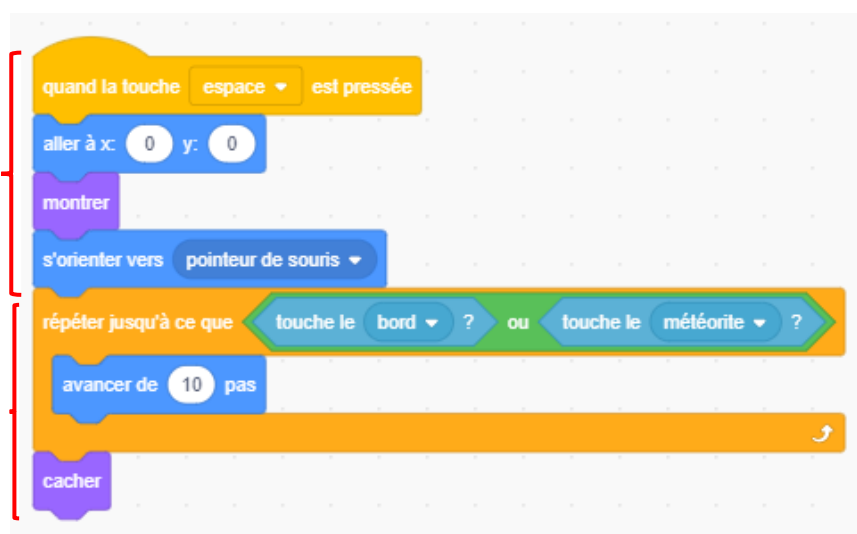 quand la touche espace est pressée
aller à x: 0 y: 0
montrer
s'orienter vers pointeur de souris
répéter jusqu'à ce que touche le bord ? ou touche le météorite ?
avancer de 10 pas
cacher